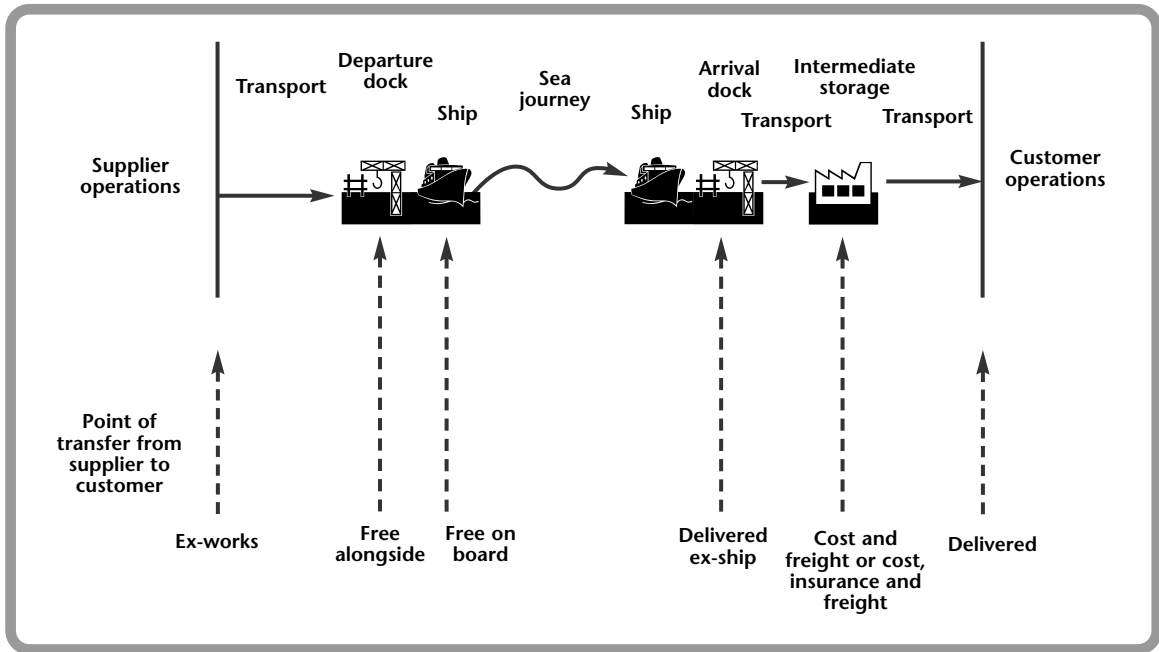 Transport
Departure
dock
Ship
Sea
journey
Ship
Arrival
dock
Transport
Intermediate
storage
Transport
Supplier
operations
Customer
operations
Point of
transfer from
supplier to
customer
Ex-works
Free
alongside
Free on
board
Delivered
ex-ship
Cost and
freight or cost,
insurance and
freight
Delivered